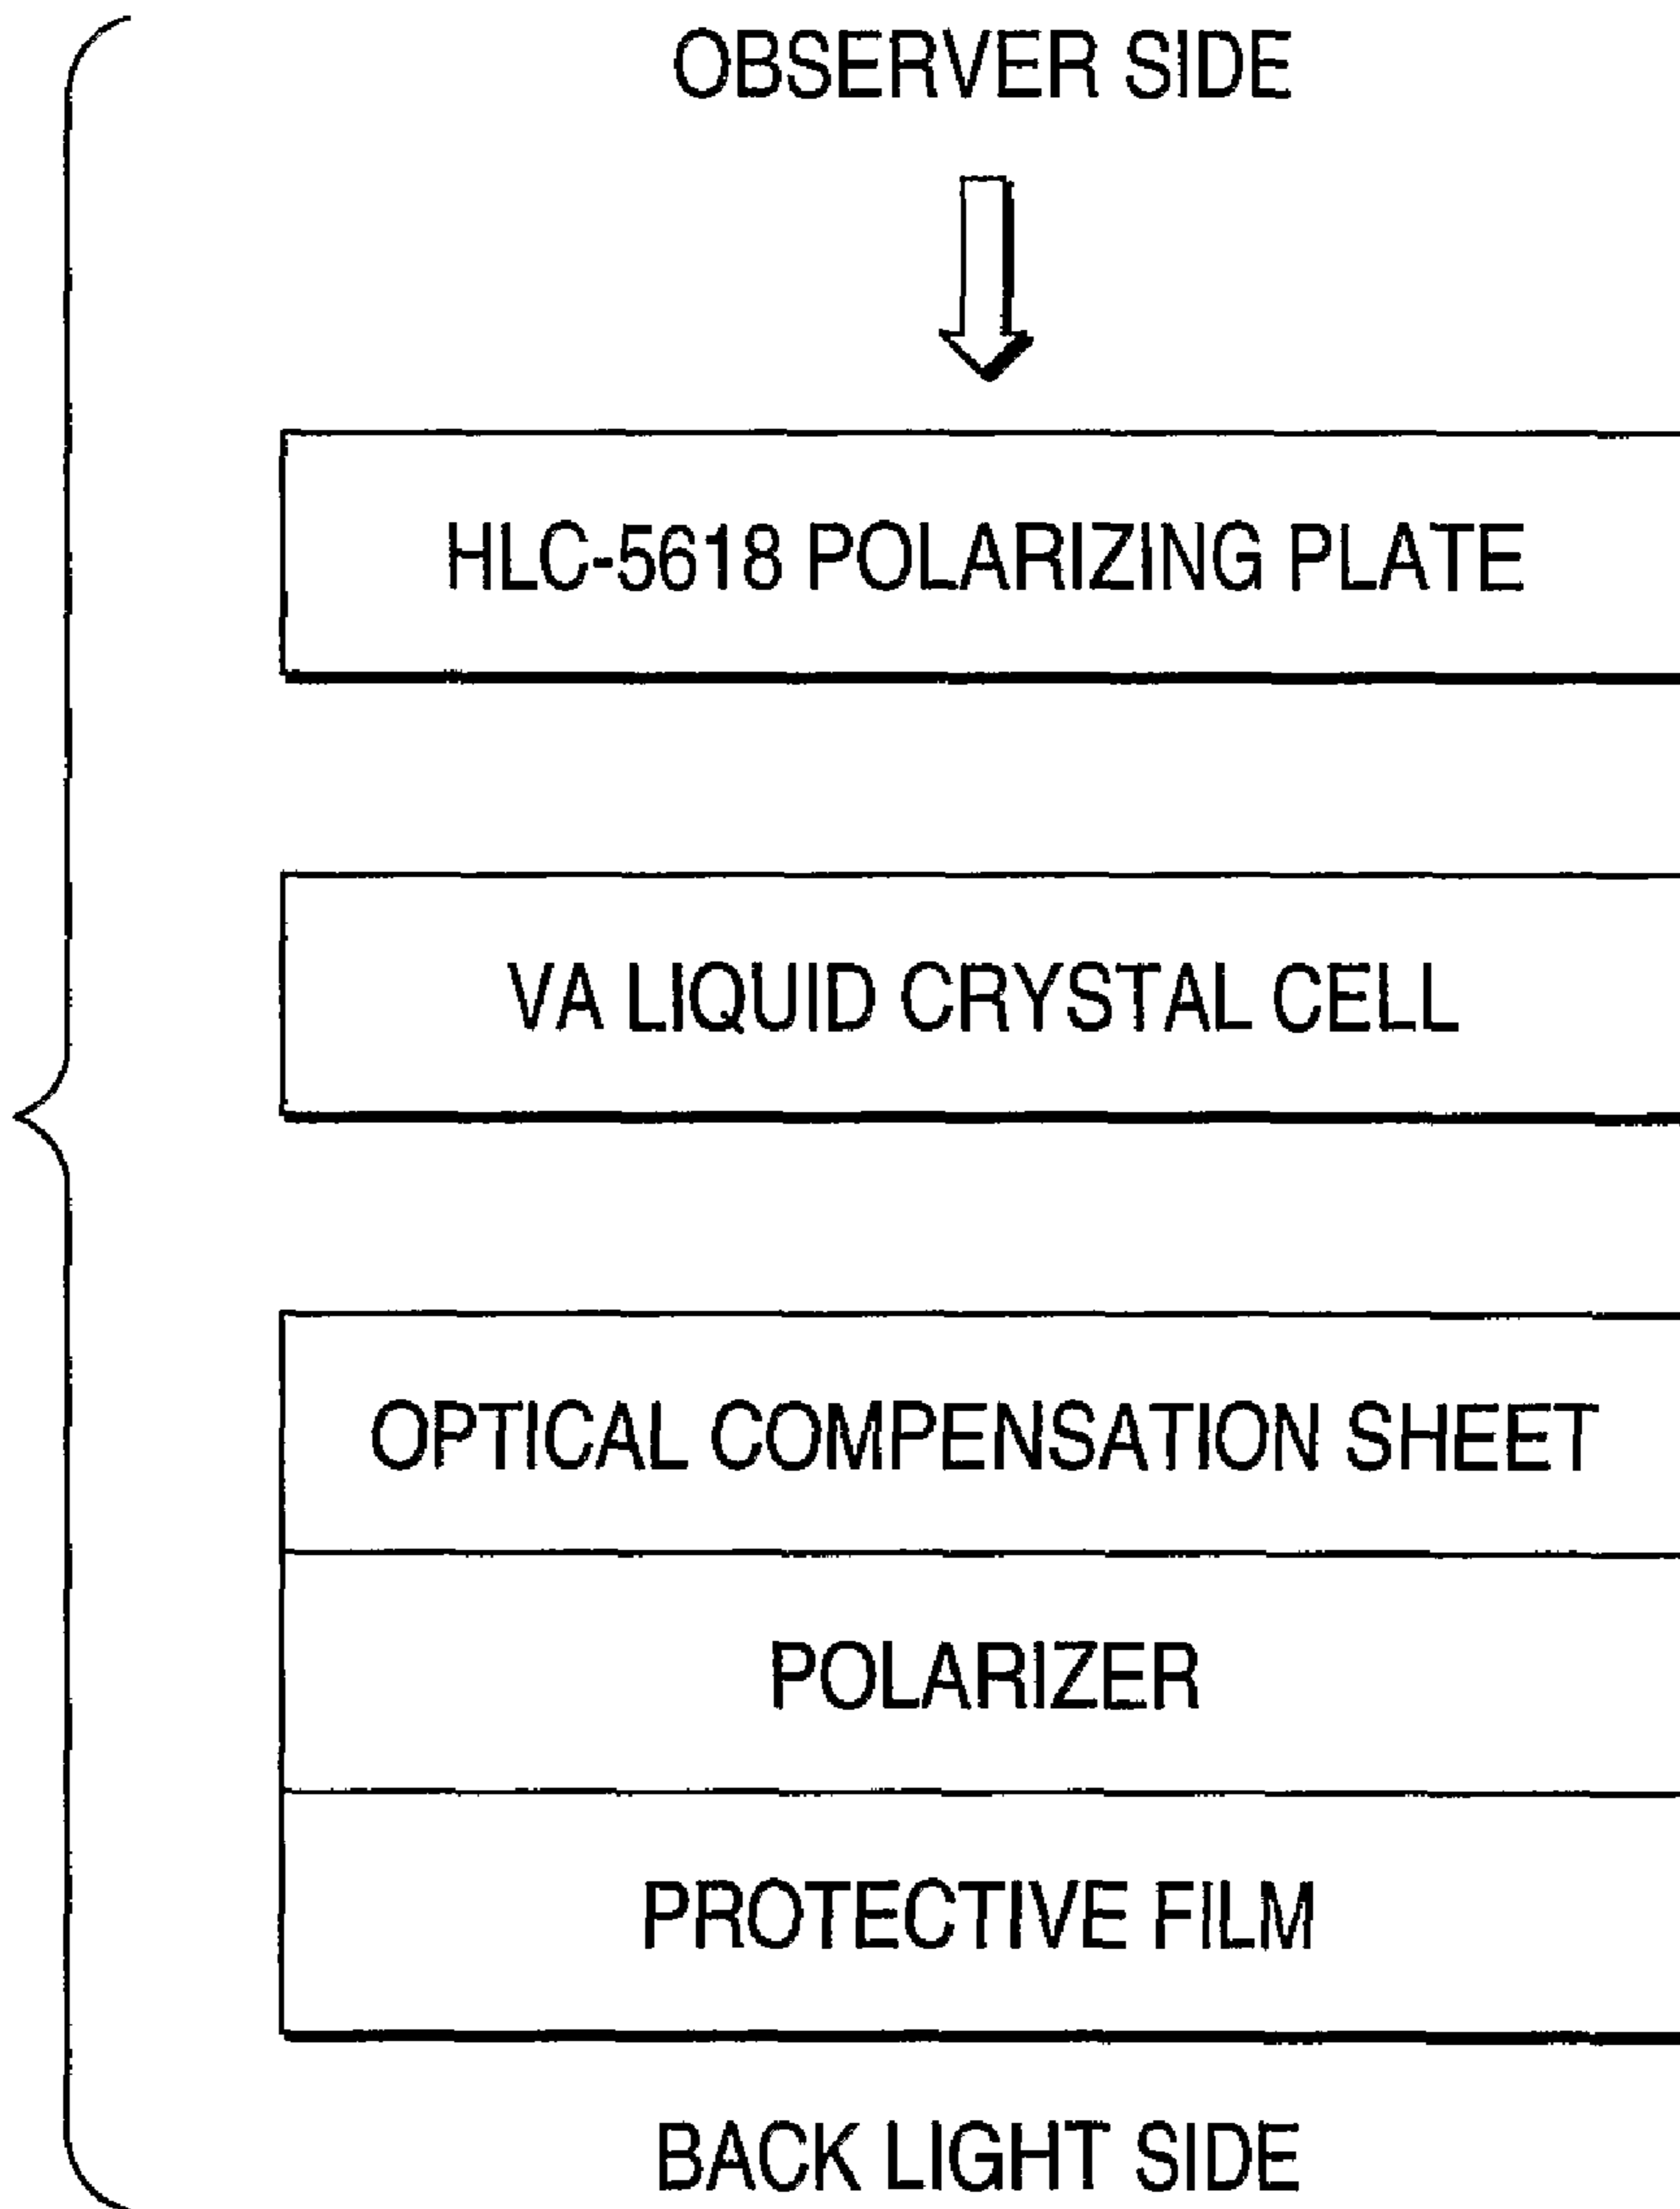 OBSERVER SIDE
HLC-5618 POLARIZING PLATE
VA LIQUID CRYSTAL CELL
OPTICAL COMPENSATION SHEET
POLARIZER
PROTECTIVE FILM
BACK LIGHT SIDE